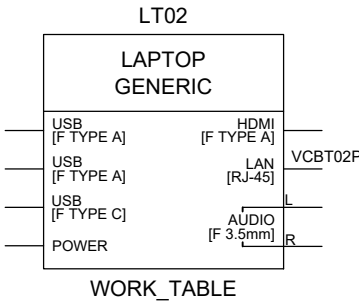 LT02
LAPTOP
GENERIC
USB
[F TYPE A]
HDMI
[F TYPE A]
USB
[F TYPE A]
LAN
[RJ-45]
VCBT02P
USB
[F TYPE C]
L
AUDIO
[F 3.5mm]
POWER
R
WORK_TABLE